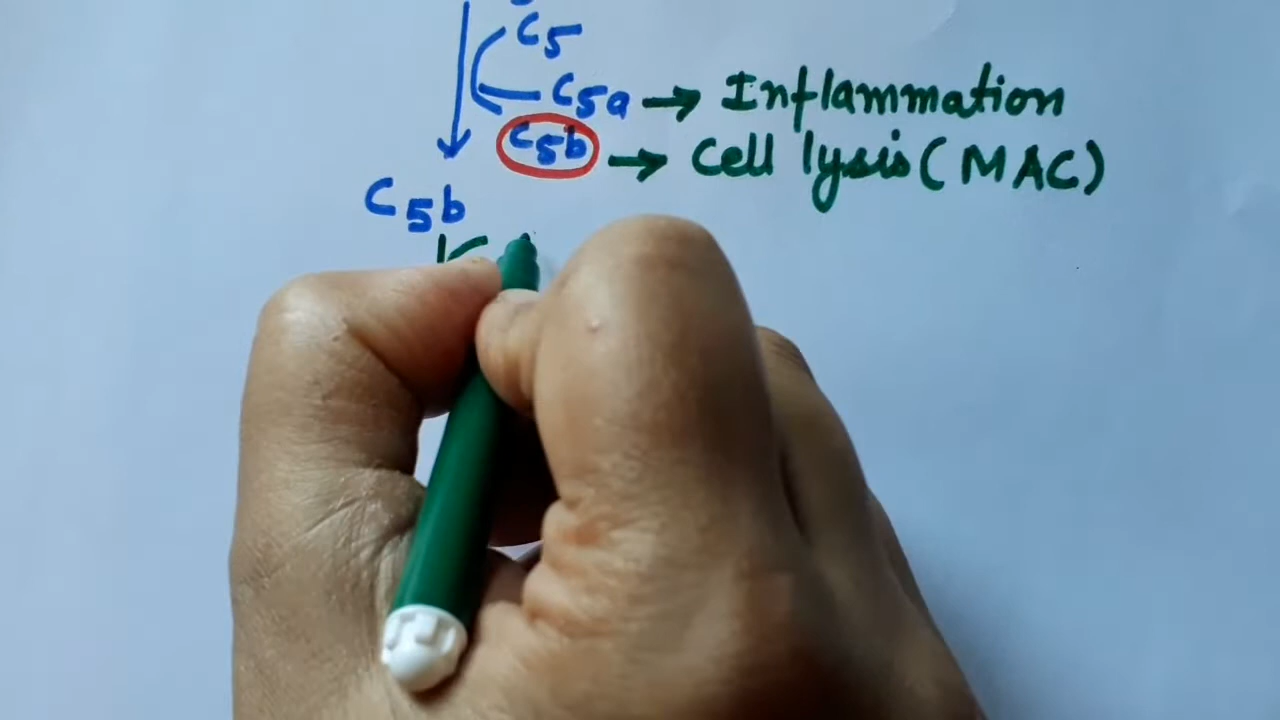 C5
C5a → Inflammation
C5b → Cell lysis (MAC)
C5b